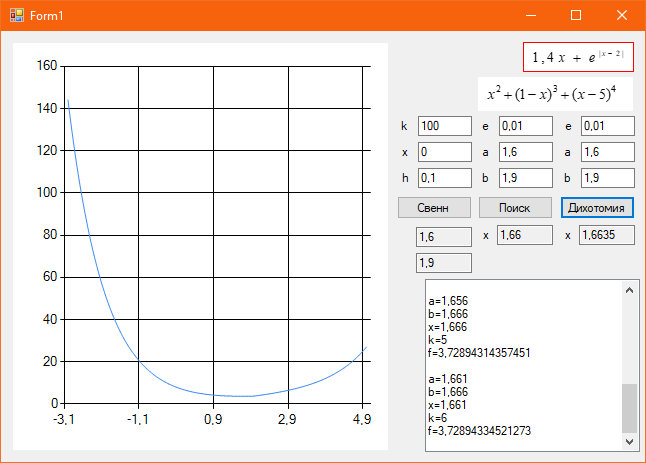 Form1
160
140
120
100
80
60
40
20
0
-3,1 -1,1 0,9 2,9 4,9
1,4 x + e^|x − 2|
x² + (1 − x)³ + (x − 5)⁴
k 100 e 0,01 e 0,01
x 0 a 1,6 a 1,6
h 0,1 b 1,9 b 1,9
Свенн Поиск Дихотомия
1,6 x 1,66 x 1,6635
1,9
a=1,656
b=1,666
x=1,666
k=5
f=3,72894314357451
a=1,661
b=1,666
x=1,661
k=6
f=3,72894334521273